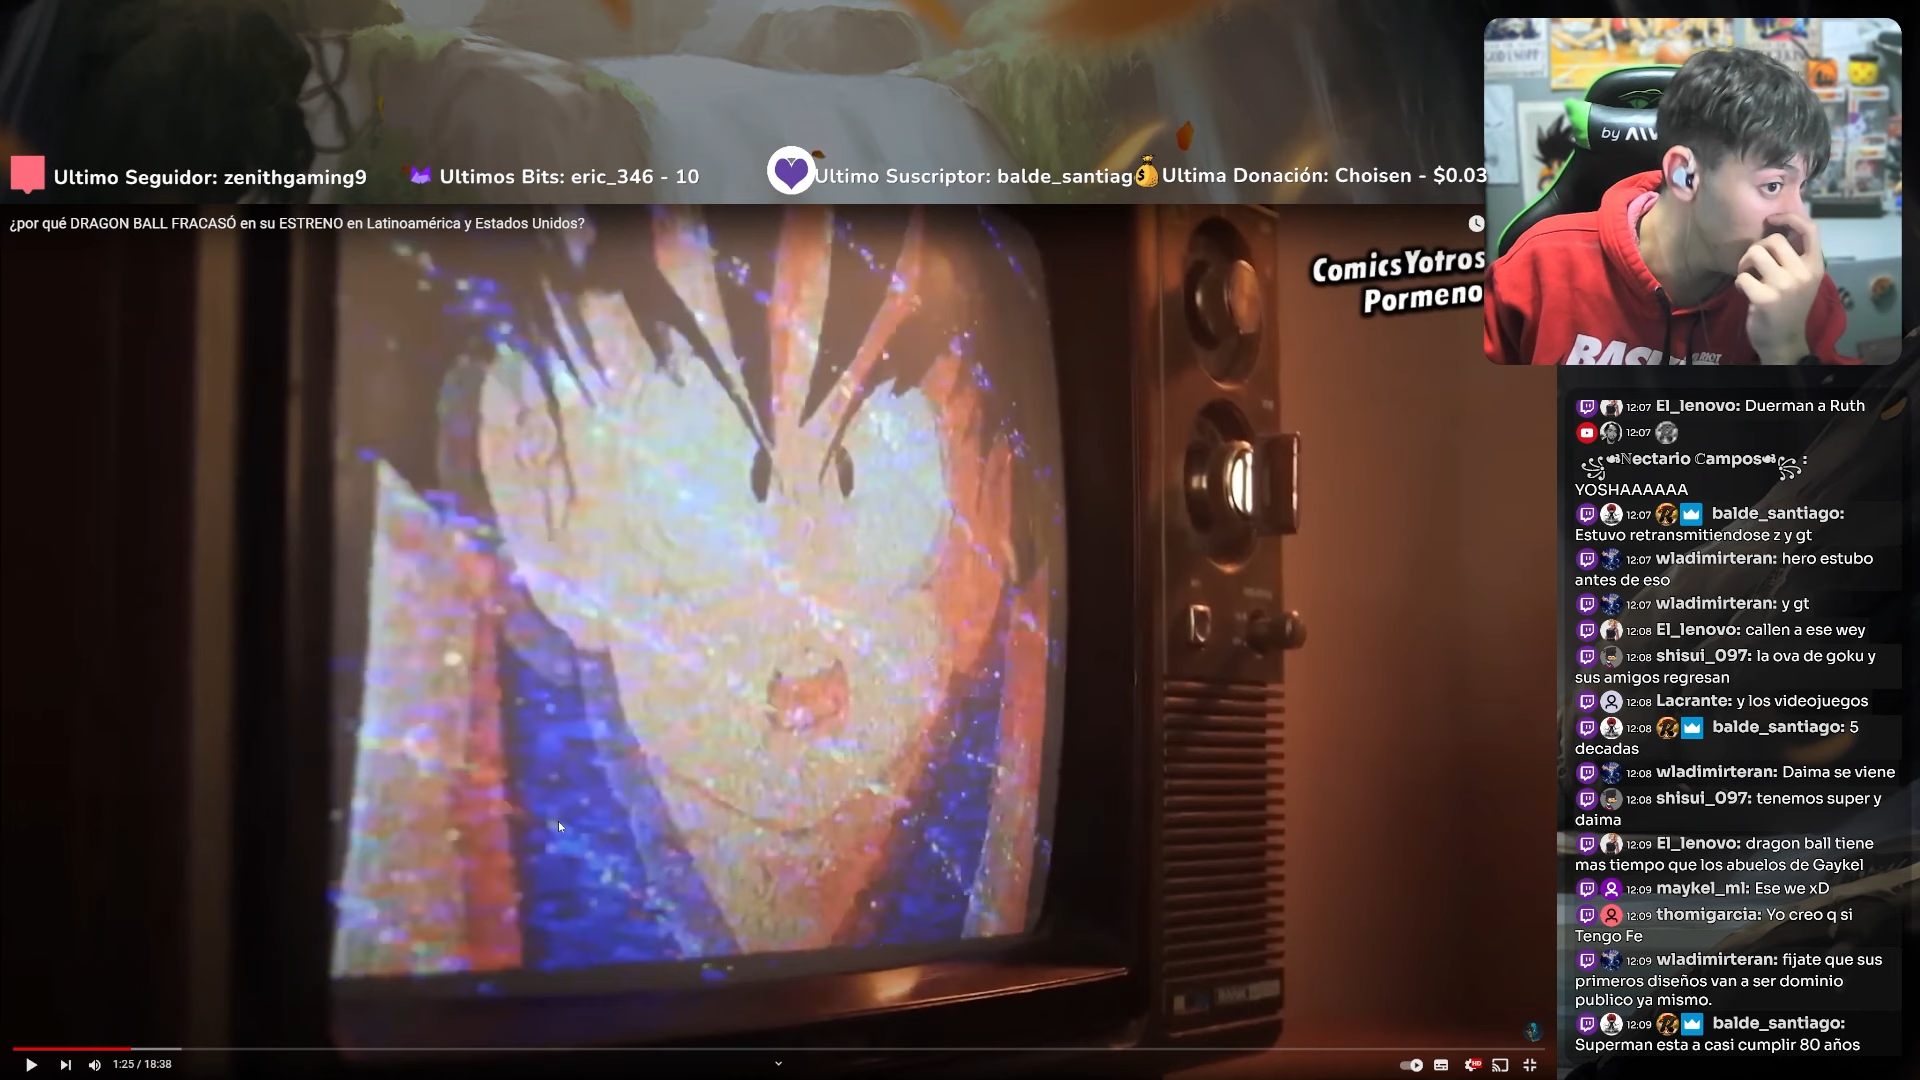 Ultimo Seguidor: zenithgaming9
Ultimos Bits: eric_346 - 10
Ultimo Suscriptor: balde_santiag
Ultima Donación: Choisen - $0.03
¿por qué DRAGON BALL FRACASÓ en su ESTRENO en Latinoamérica y Estados Unidos?
ComicsYotros
Pormeno
by
RIOT
12:07 El_lenovo: Duerman a Ruth
12:07
Nectario Campos:
YOSHAAAAAA
12:07 balde_santiago:
Estuvo retransmitiendose z y gt
12:07 wladimirteran: hero estubo
antes de eso
12:07 wladimirteran: y gt
12:08 El_lenovo: callen a ese wey
12:08 shisui_097: la ova de goku y
sus amigos regresan
12:08 Lacrante: y los videojuegos
12:08 balde_santiago: 5
decadas
12:08 wladimirteran: Daima se viene
12:08 shisui_097: tenemos super y
daima
12:09 El_lenovo: dragon ball tiene
mas tiempo que los abuelos de Gaykel
12:09 maykel_ml: Ese we xD
12:09 thomigarcia: Yo creo q si
Tengo Fe
12:09 wladimirteran: fijate que sus
primeros diseños van a ser dominio
publico ya mismo.
12:09 balde_santiago:
Superman esta a casi cumplir 80 años
1:25 / 18:38
HD